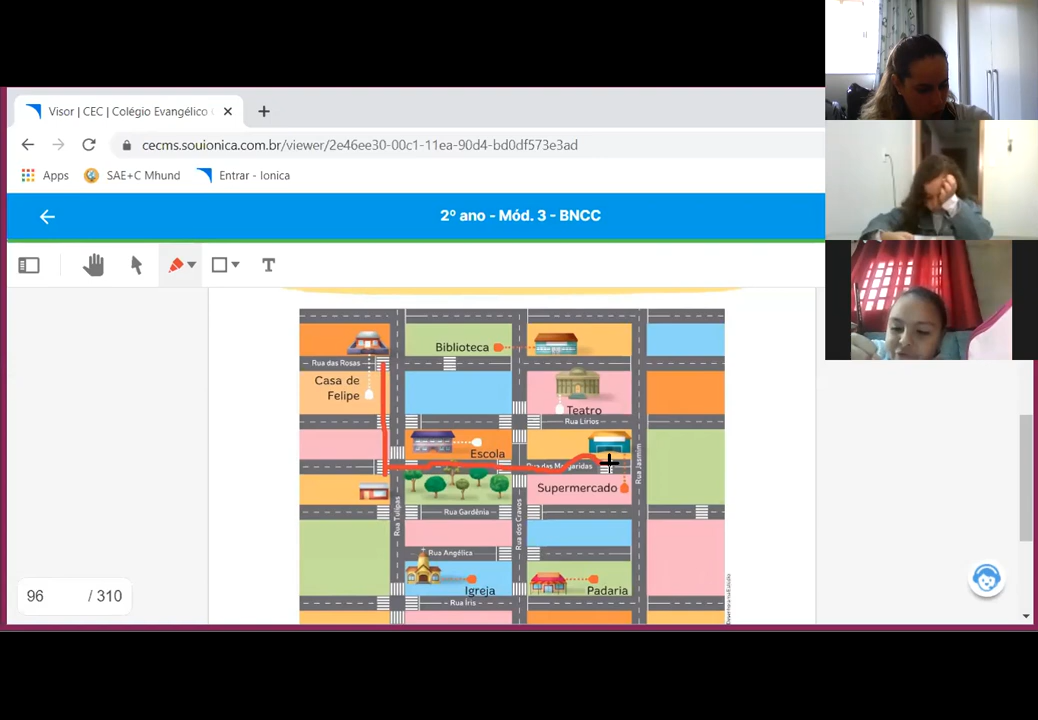 Visor | CEC | Colégio Evangélico
cecms.souionica.com.br/viewer/2e46ee30-00c1-11ea-90d4-bd0df573e3ad
Apps
SAE+C Mhund
Entrar - Ionica
2º ano - Mód. 3 - BNCC
T
Biblioteca
Rua das Rosas
Casa de
Felipe
Teatro
Rua Lírios
Escola
Rua das Margaridas
Rua Jasmim
Supermercado
Rua Tulipas
Rua Gardênia
Rua dos Cravos
Rua Angélica
Igreja
Padaria
Rua Íris
96 / 310